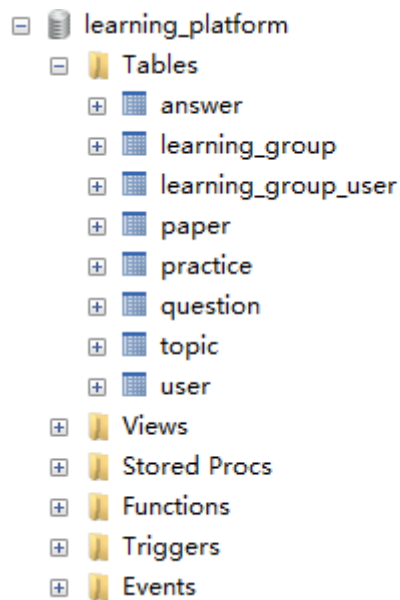 learning_platform
Tables
answer
learning_group
learning_group_user
paper
practice
question
topic
user
Views
Stored Procs
Functions
Triggers
Events